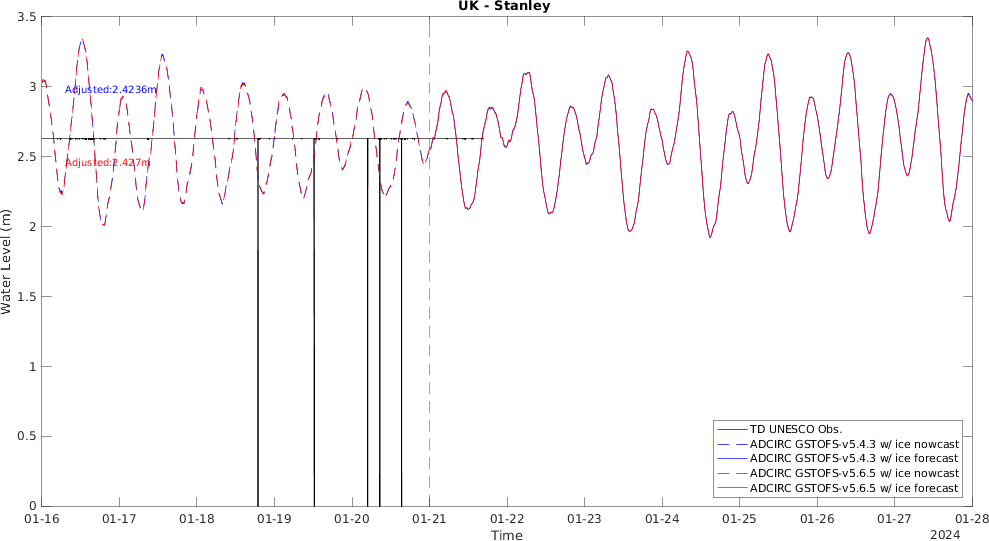 UK - Stanley
3.5
3
2.5
2
1.5
1
0.5
0
Water Level (m)
Adjusted:2.4236m
Adjusted:2.427m
TD UNESCO Obs.
ADCIRC GSTOFS-v5.4.3 w/ ice nowcast
ADCIRC GSTOFS-v5.4.3 w/ ice forecast
ADCIRC GSTOFS-v5.6.5 w/ ice nowcast
ADCIRC GSTOFS-v5.6.5 w/ ice forecast
01-16 01-17 01-18 01-19 01-20 01-21 01-22 01-23 01-24 01-25 01-26 01-27 01-28
Time
2024